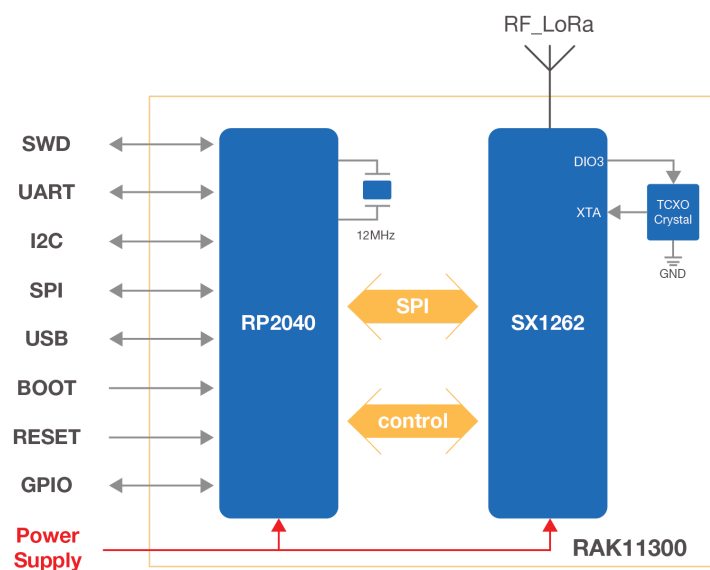 RF_LoRa
SWD
UART
I2C
SPI
USB
BOOT
RESET
GPIO
Power
Supply
12MHz
RP2040
SPI
control
SX1262
DIO3
XTA
TCXO
Crystal
GND
RAK11300